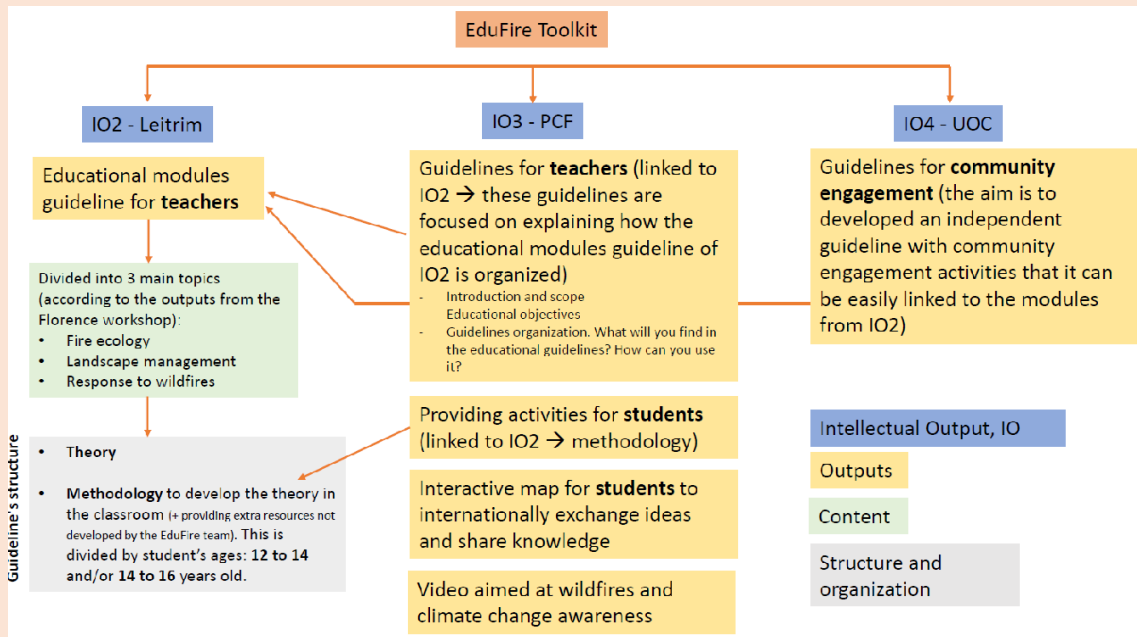 EduFire Toolkit
IO2 - Leitrim
Educational modules
guideline for teachers
Divided into 3 main topics
(according to the outputs from the
Florence workshop):
• Fire ecology
• Landscape management
• Response to wildfires
Guideline's structure
• Theory
• Methodology to develop the theory in
the classroom (+ providing extra resources not
developed by the EduFire team). This is
divided by student's ages: 12 to 14
and/or 14 to 16 years old.
IO3 - PCF
Guidelines for teachers (linked to
IO2 → these guidelines are
focused on explaining how the
educational modules guideline of
IO2 is organized)
- Introduction and scope
Educational objectives
- Guidelines organization. What will you find in
the educational guidelines? How can you use
it?
Providing activities for students
(linked to IO2 → methodology)
Interactive map for students to
internationally exchange ideas
and share knowledge
Video aimed at wildfires and
climate change awareness
IO4 - UOC
Guidelines for community
engagement (the aim is to
developed an independent
guideline with community
engagement activities that it can
be easily linked to the modules
from IO2)
Intellectual Output, IO
Outputs
Content
Structure and
organization